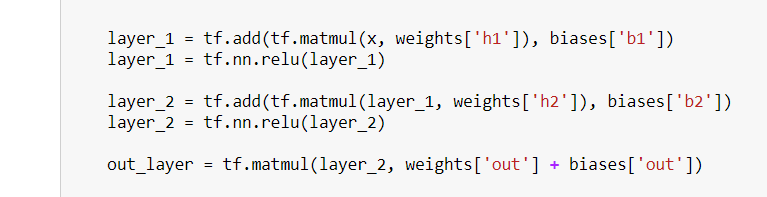 layer_1 = tf.add(tf.matmul(x, weights['h1']), biases['b1'])
layer_1 = tf.nn.relu(layer_1)
layer_2 = tf.add(tf.matmul(layer_1, weights['h2']), biases['b2'])
layer_2 = tf.nn.relu(layer_2)
out_layer = tf.matmul(layer_2, weights['out'] + biases['out'])